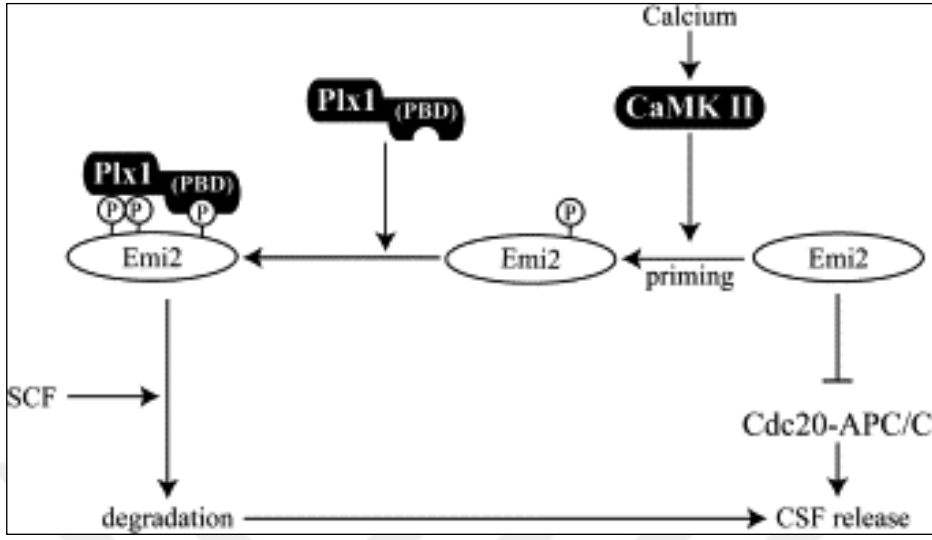 Calcium
Plx1
(PBD)
CaMK II
Plx1
(PBD)
P
P
P
P
Emi2
Emi2
Emi2
priming
SCF
Cdc20-APC/C
degradation
CSF release